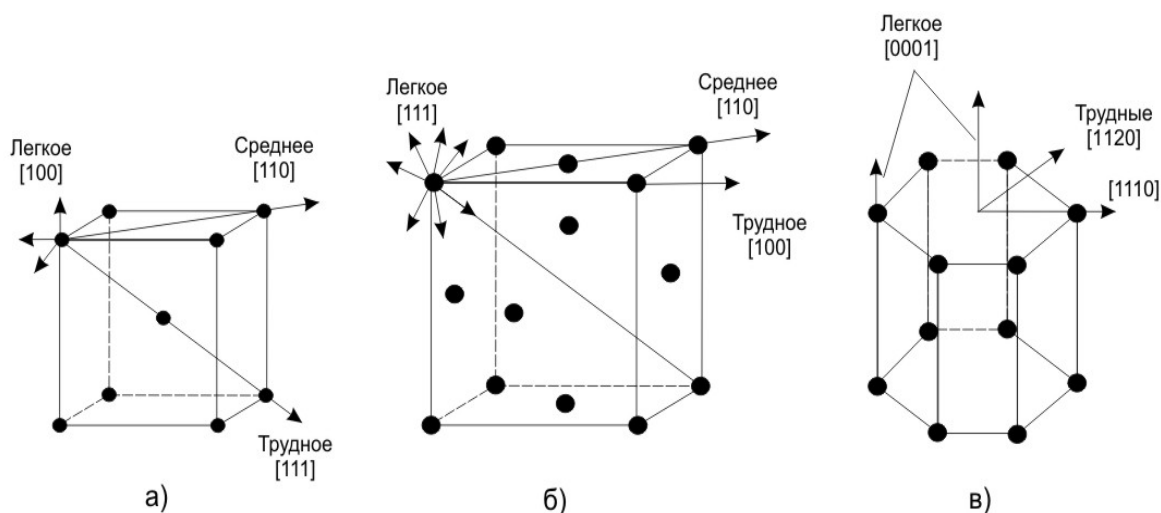 Легкое
[100]
Среднее
[110]
Трудное
[111]
а)
Легкое
[111]
Среднее
[110]
Трудное
[100]
б)
Легкое
[0001]
Трудные
[1120]
[1110]
в)